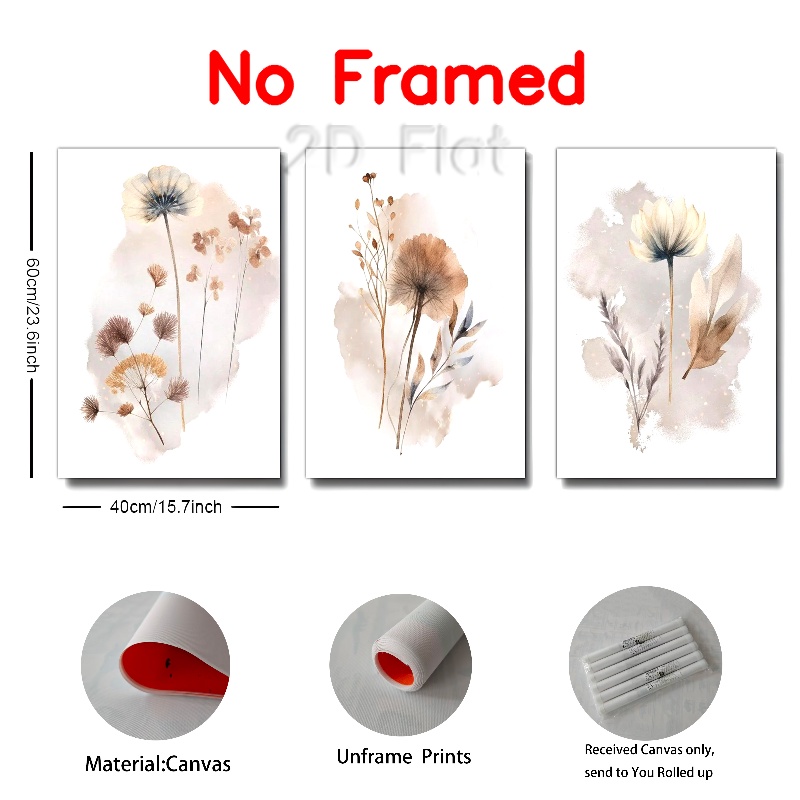 No Framed
2D Flat
60cm/23.6inch
40cm/15.7inch
Material:Canvas
Unframe Prints
Received Canvas only,
send to You Rolled up